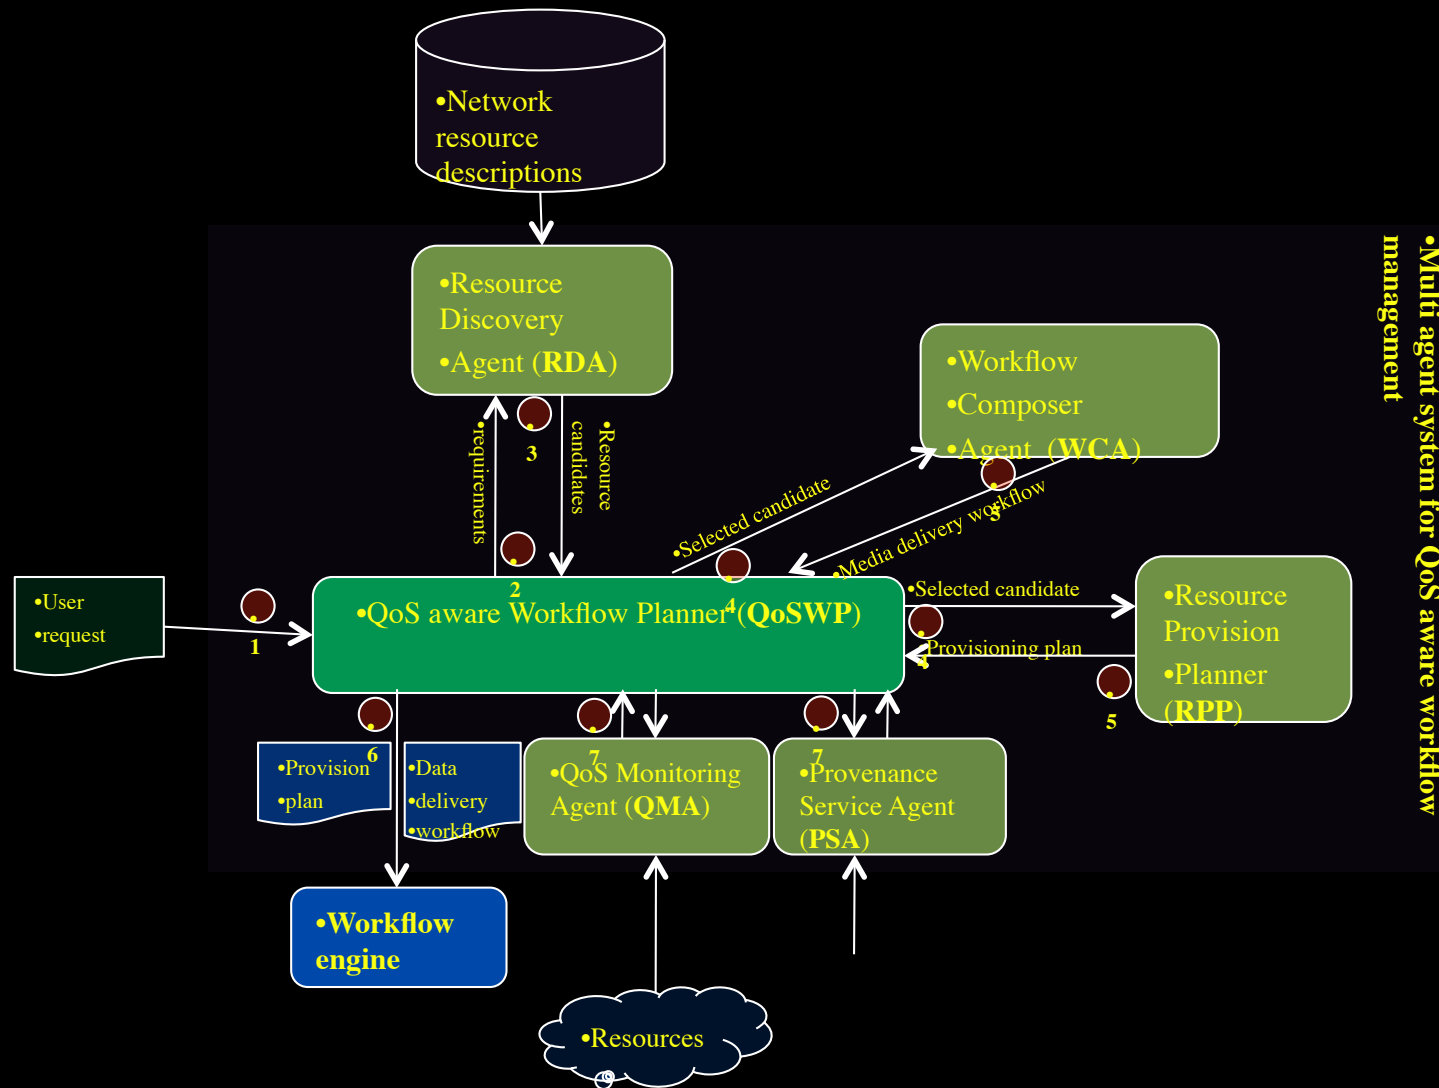 •Network
resource
descriptions
•Resource
Discovery
•Agent (RDA)
•Workflow
•Composer
•Agent (WCA)
•Multi agent system for QoS aware workflow
management
•requirements
3
•Resource
candidates
2
•Selected candidate
4
5
•Media delivery workflow
•User
•request
1
•QoS aware Workflow Planner (QoSWP)
•Selected candidate
4
•Provisioning plan
5
•Resource
Provision
•Planner
(RPP)
6
•Provision
•plan
•Data
•delivery
•workflow
7
•QoS Monitoring
Agent (QMA)
7
•Provenance
Service Agent
(PSA)
•Workflow
engine
•Resources